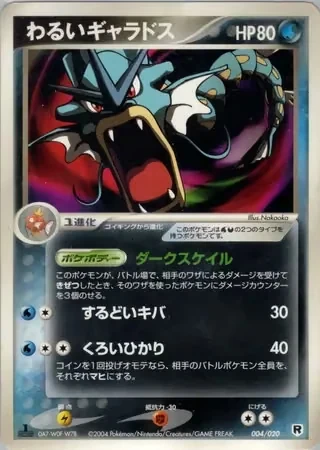 わるいギャラドス HP80
Illus.Nakaoka
1進化
コイキングから進化
このポケモンは の2つのタイプを
持つポケモンです。
ポケボディー ダークスケイル
このポケモンが、バトル場で、相手のワザによるダメージを受けて
きぜつしたとき、そのワザを使ったポケモンにダメージカウンター
を3個のせる。
するどいキバ 30
くろいひかり 40
コインを1回投げオモテなら、相手のバトルポケモン全員を、
それぞれマヒにする。
弱点 抵抗力 -30 にげる
©2004 Pokémon/Nintendo/Creatures/GAME FREAK.
004/020 R